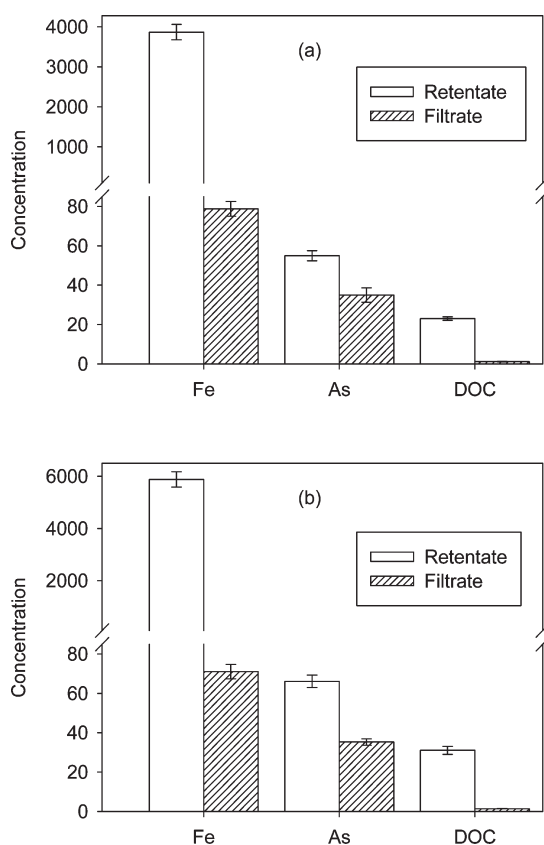 (a)
4000
3000
2000
1000
80
60
40
20
0
Concentration
Retentate
Filtrate
Fe As DOC
(b)
6000
4000
2000
80
60
40
20
0
Concentration
Retentate
Filtrate
Fe As DOC